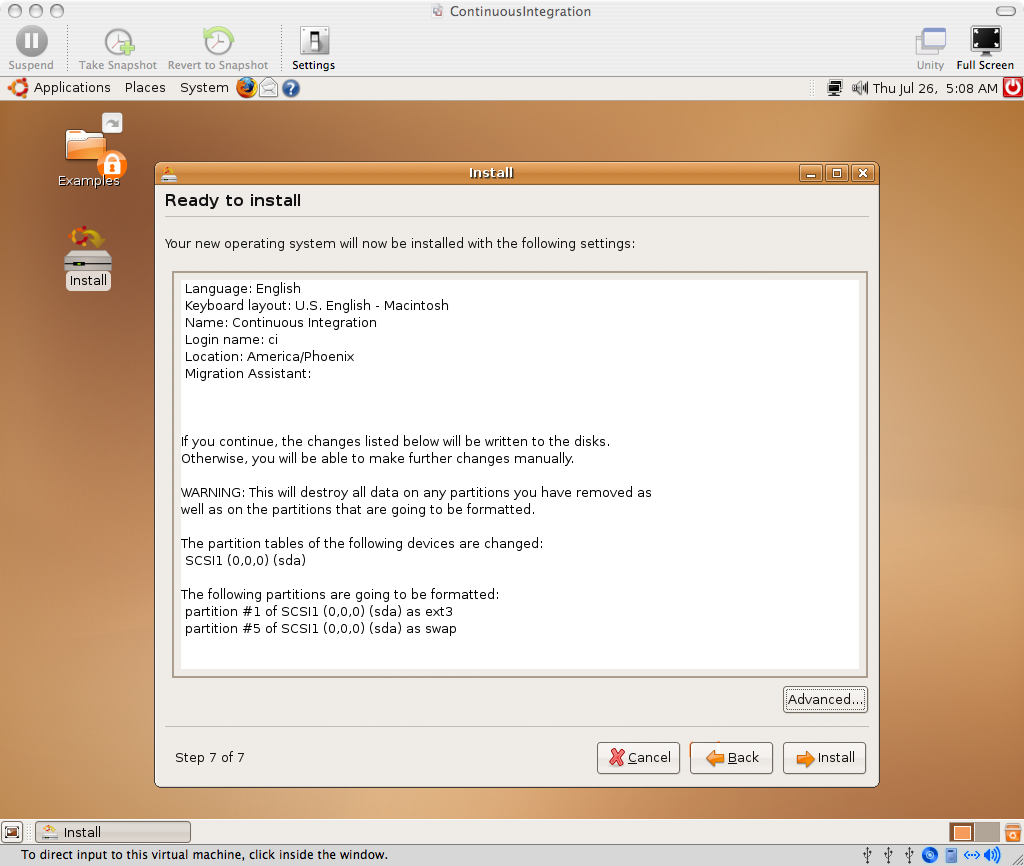 ContinuousIntegration
Suspend
Take Snapshot
Revert to Snapshot
Settings
Unity
Full Screen
Applications Places System
Thu Jul 26, 5:08 AM
Examples
Install
Install
Ready to install
Your new operating system will now be installed with the following settings:
Language: English
Keyboard layout: U.S. English - Macintosh
Name: Continuous Integration
Login name: ci
Location: America/Phoenix
Migration Assistant:
If you continue, the changes listed below will be written to the disks.
Otherwise, you will be able to make further changes manually.
WARNING: This will destroy all data on any partitions you have removed as
well as on the partitions that are going to be formatted.
The partition tables of the following devices are changed:
SCSI1 (0,0,0) (sda)
The following partitions are going to be formatted:
partition #1 of SCSI1 (0,0,0) (sda) as ext3
partition #5 of SCSI1 (0,0,0) (sda) as swap
Advanced...
Step 7 of 7
Cancel
Back
Install
Install
To direct input to this virtual machine, click inside the window.